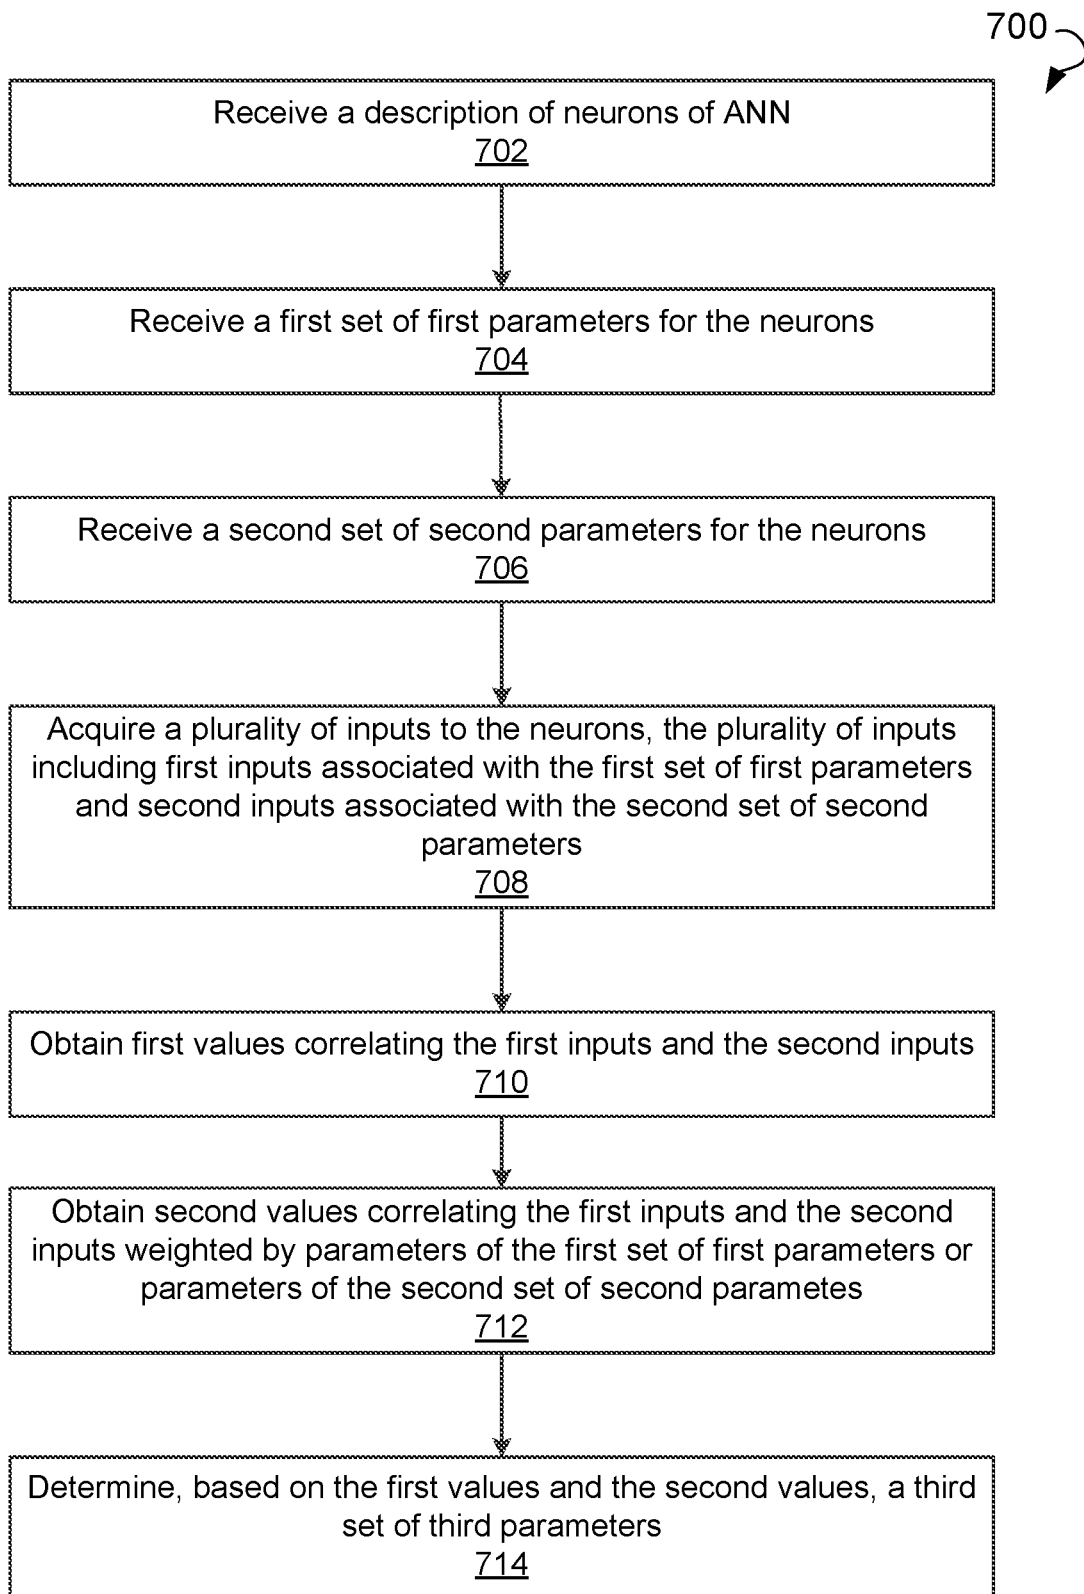 700
Receive a description of neurons of ANN
702
Receive a first set of first parameters for the neurons
704
Receive a second set of second parameters for the neurons
706
Acquire a plurality of inputs to the neurons, the plurality of inputs
including first inputs associated with the first set of first parameters
and second inputs associated with the second set of second
parameters
708
Obtain first values correlating the first inputs and the second inputs
710
Obtain second values correlating the first inputs and the second
inputs weighted by parameters of the first set of first parameters or
parameters of the second set of second parametes
712
Determine, based on the first values and the second values, a third
set of third parameters
714